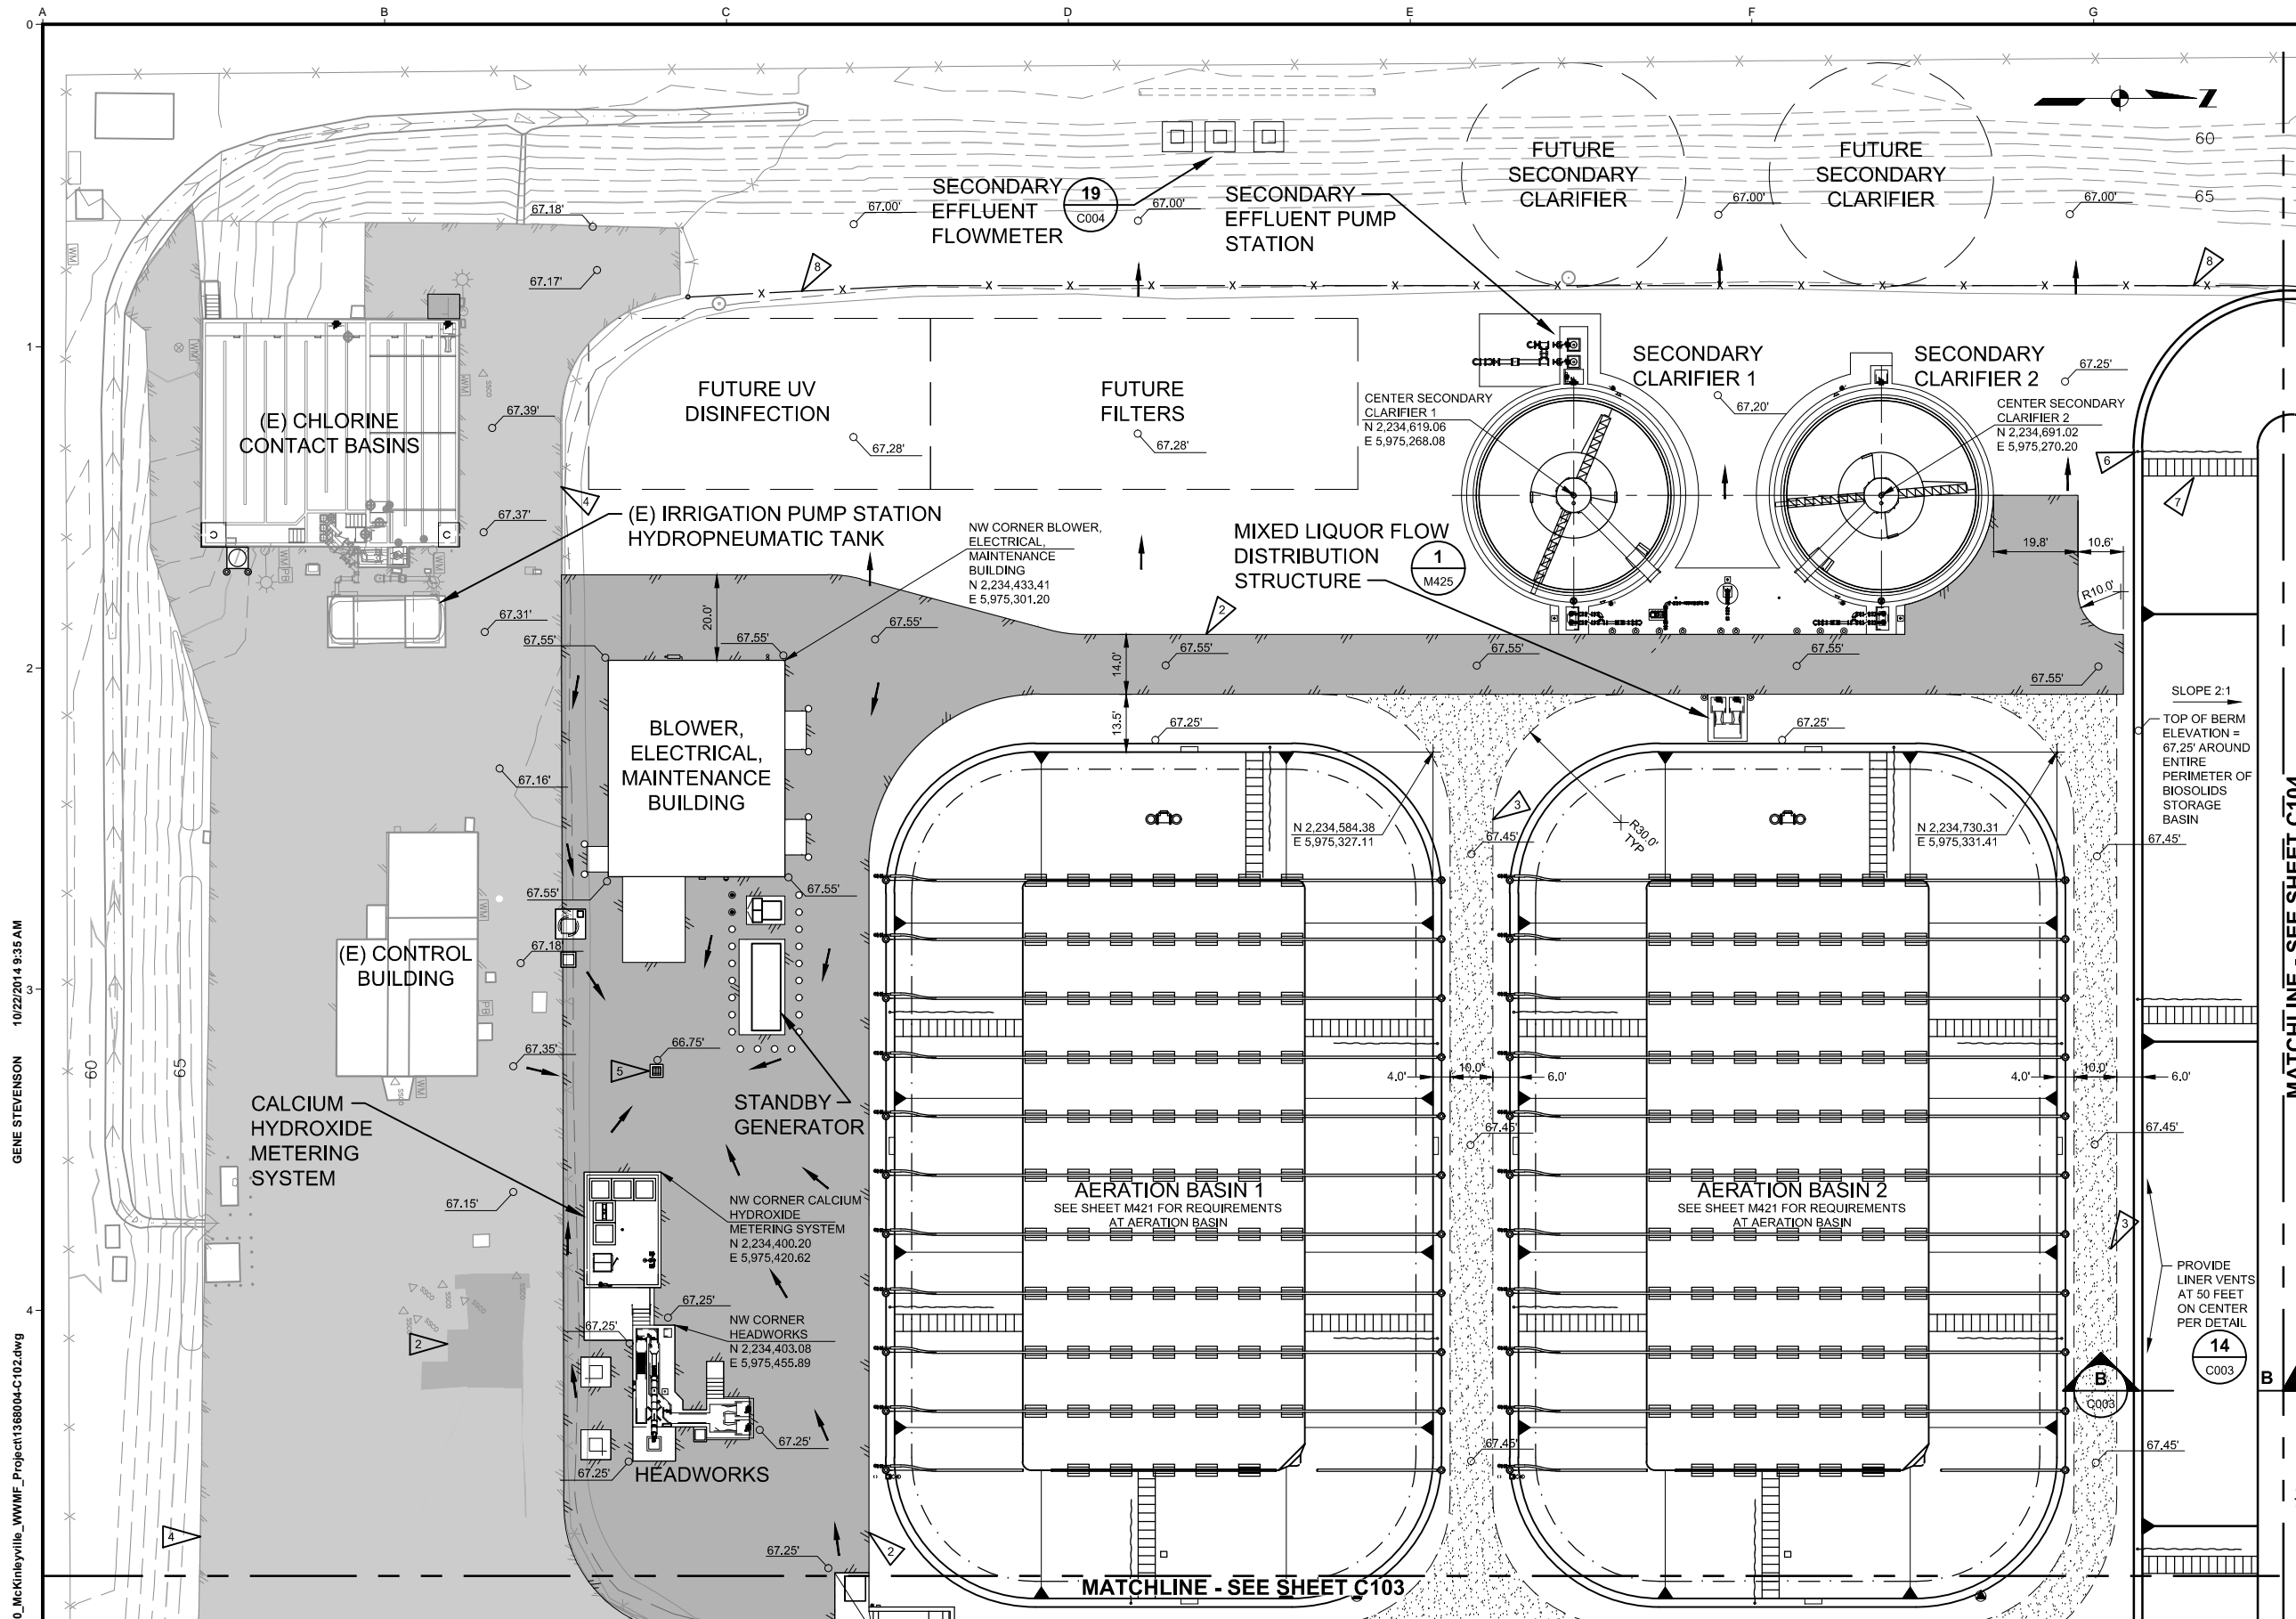 A
B
C
D
E
F
G
0
1
2
3
4
Z
60
65
FUTURE
SECONDARY
CLARIFIER
FUTURE
SECONDARY
CLARIFIER
SECONDARY
EFFLUENT
FLOWMETER
19
C004
SECONDARY
EFFLUENT PUMP
STATION
67.18'
67.00'
67.00'
67.00'
67.00'
67.17'
8
8
WM
(E) CHLORINE
CONTACT BASINS
FUTURE UV
DISINFECTION
FUTURE
FILTERS
67.39'
67.28'
67.28'
SECONDARY
CLARIFIER 1
SECONDARY
CLARIFIER 2
67.25'
67.20'
CENTER SECONDARY
CLARIFIER 1
N 2,234,619.06
E 5,975,268.08
CENTER SECONDARY
CLARIFIER 2
N 2,234,691.02
E 5,975,270.20
6
7
4
(E) IRRIGATION PUMP STATION
HYDROPNEUMATIC TANK
67.37'
NW CORNER BLOWER,
ELECTRICAL,
MAINTENANCE
BUILDING
N 2,234,433.41
E 5,975,301.20
MIXED LIQUOR FLOW
DISTRIBUTION
STRUCTURE
1
M425
19.8'
10.6'
R10.0'
67.31'
67.55'
20.0'
67.55'
67.55'
2
14.0'
67.55'
67.55'
67.55'
67.55'
13.5'
67.25'
67.25'
SLOPE 2:1
TOP OF BERM
ELEVATION =
67.25' AROUND
ENTIRE
PERIMETER OF
BIOSOLIDS
STORAGE
BASIN
BLOWER,
ELECTRICAL,
MAINTENANCE
BUILDING
67.16'
N 2,234,584.38
E 5,975,327.11
3
67.45'
R30.0'
TYP
N 2,234,730.31
E 5,975,331.41
67.45'
MATCHLINE - SEE SHEET C104
67.55'
67.55'
67.18'
(E) CONTROL
BUILDING
WM
PB
67.35'
66.75'
5
60
65
STANDBY
GENERATOR
CALCIUM
HYDROXIDE
METERING
SYSTEM
4.0'
10.0'
6.0'
4.0'
10.0'
6.0'
67.45'
67.45'
67.15'
NW CORNER CALCIUM
HYDROXIDE
METERING SYSTEM
N 2,234,400.20
E 5,975,420.62
AERATION BASIN 1
SEE SHEET M421 FOR REQUIREMENTS
AT AERATION BASIN
AERATION BASIN 2
SEE SHEET M421 FOR REQUIREMENTS
AT AERATION BASIN
3
PROVIDE
LINER VENTS
AT 50 FEET
ON CENTER
PER DETAIL
14
C003
B
C003
B
67.25'
67.25'
NW CORNER
HEADWORKS
N 2,234,403.08
E 5,975,455.89
2
67.25'
67.25'
HEADWORKS
67.45'
67.45'
4
67.25'
2
MATCHLINE - SEE SHEET C103
GENE STEVENSON 10/22/2014 9:35 AM
0_McKinleyville_WWMF_Project\1368004-C102.dwg